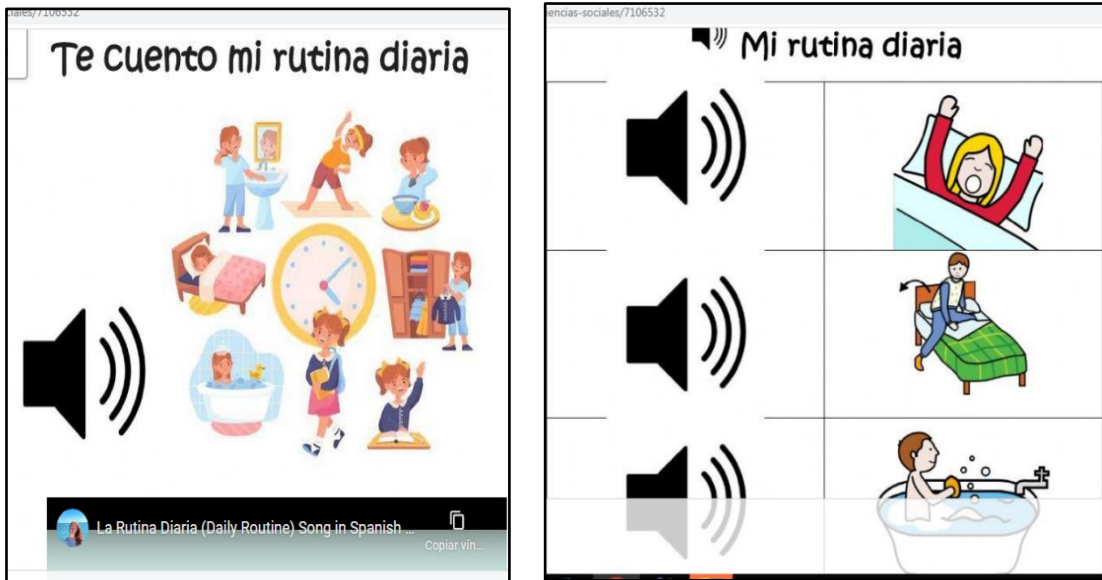 ciales/7106532
Te cuento mi rutina diaria
La Rutina Diaria (Daily Routine) Song in Spanish ...
Copiar vín...
encias-sociales/7106532
Mi rutina diaria